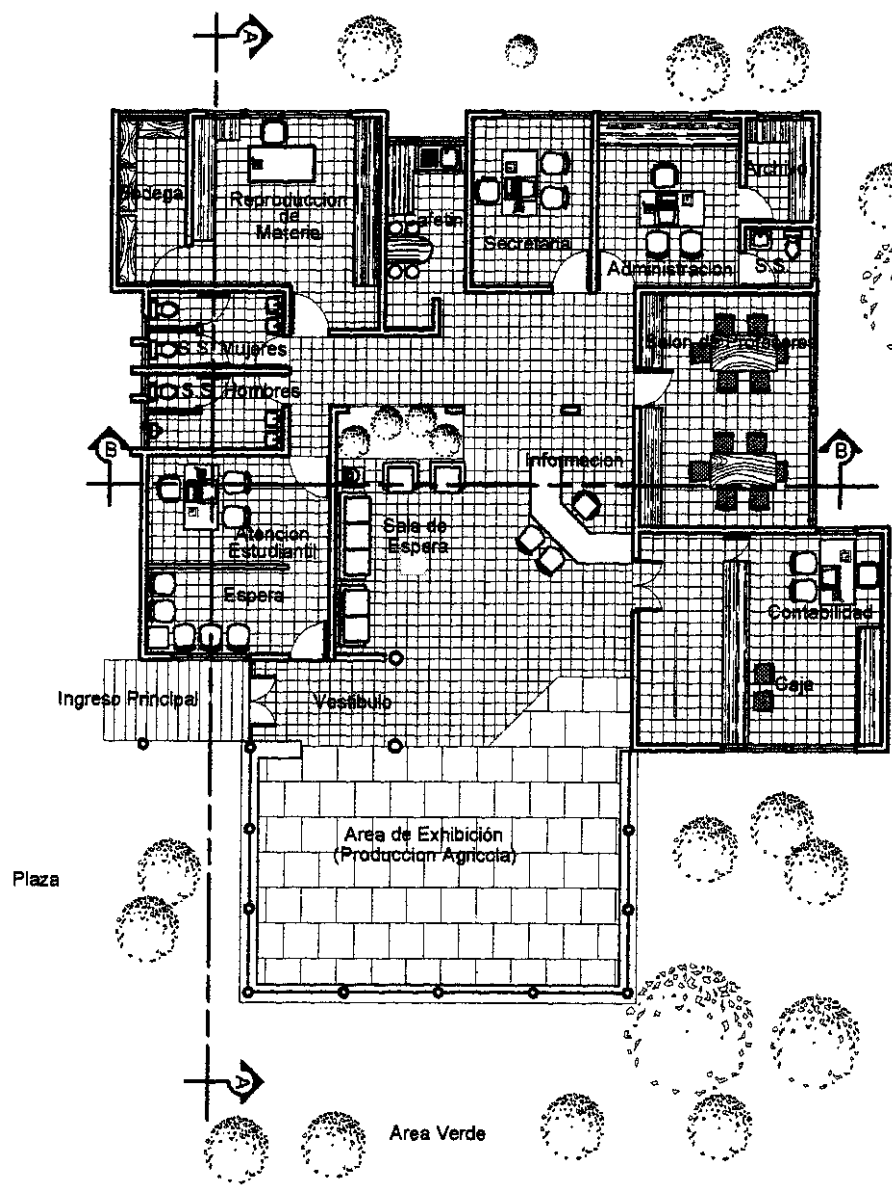 A
Bodega
Reproduccion
de
Material
Cafetin
Secretaria
Administracion
Archivo
S.S.
S.S. Mujeres
S.S. Hombres
Salon de Profesores
B
B
Informacion
Atencion
Estudiantil
Sala de
Espera
Espera
Contabilidad
Caja
Ingreso Principal
Vestibulo
Area de Exhibición
(Produccion Agricola)
Plaza
A
Area Verde